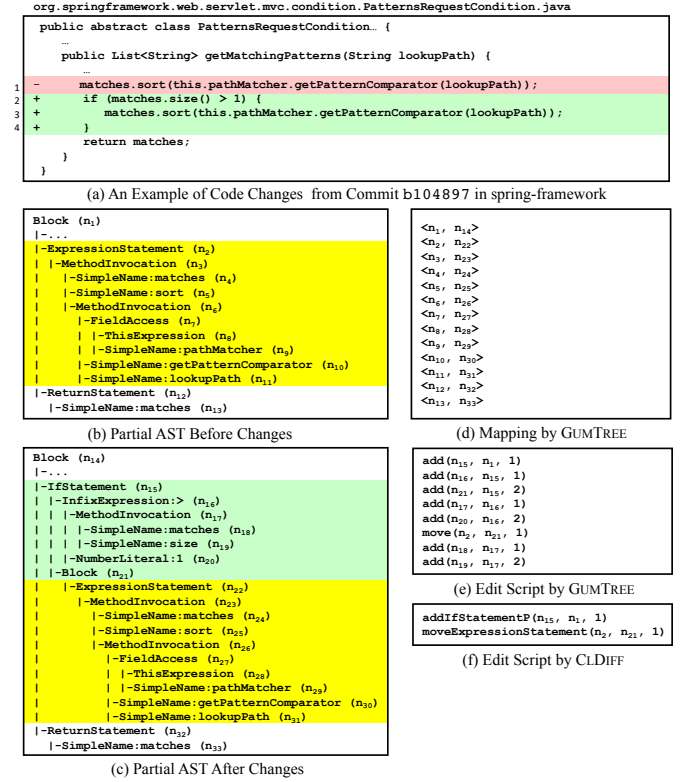 org.springframework.web.servlet.mvc.condition.PatternsRequestCondition.java
public abstract class PatternsRequestCondition… {
…
public List<String> getMatchingPatterns(String lookupPath) {
…
1 - matches.sort(this.pathMatcher.getPatternComparator(lookupPath));
2 + if (matches.size() > 1) {
3 + matches.sort(this.pathMatcher.getPatternComparator(lookupPath));
4 + }
return matches;
}
}
(a) An Example of Code Changes from Commit b104897 in spring-framework
Block (n1)
|-...
|-ExpressionStatement (n2)
| |-MethodInvocation (n3)
| |-SimpleName:matches (n4)
| |-SimpleName:sort (n5)
| |-MethodInvocation (n6)
| |-FieldAccess (n7)
| | |-ThisExpression (n8)
| | |-SimpleName:pathMatcher (n9)
| |-SimpleName:getPatternComparator (n10)
| |-SimpleName:lookupPath (n11)
|-ReturnStatement (n12)
|-SimpleName:matches (n13)
(b) Partial AST Before Changes
<n1, n14>
<n2, n22>
<n3, n23>
<n4, n24>
<n5, n25>
<n6, n26>
<n7, n27>
<n8, n28>
<n9, n29>
<n10, n30>
<n11, n31>
<n12, n32>
<n13, n33>
(d) Mapping by GUMTREE
Block (n14)
|-...
|-IfStatement (n15)
| |-InfixExpression:> (n16)
| | |-MethodInvocation (n17)
| | | |-SimpleName:matches (n18)
| | | |-SimpleName:size (n19)
| | |-NumberLiteral:1 (n20)
| |-Block (n21)
| |-ExpressionStatement (n22)
| |-MethodInvocation (n23)
| |-SimpleName:matches (n24)
| |-SimpleName:sort (n25)
| |-MethodInvocation (n26)
| |-FieldAccess (n27)
| | |-ThisExpression (n28)
| | |-SimpleName:pathMatcher (n29)
| |-SimpleName:getPatternComparator (n30)
| |-SimpleName:lookupPath (n31)
|-ReturnStatement (n32)
|-SimpleName:matches (n33)
(c) Partial AST After Changes
add(n15, n1, 1)
add(n16, n15, 1)
add(n21, n15, 2)
add(n17, n16, 1)
add(n20, n16, 2)
move(n2, n21, 1)
add(n18, n17, 1)
add(n19, n17, 2)
(e) Edit Script by GUMTREE
addIfStatementP(n15, n1, 1)
moveExpressionStatement(n2, n21, 1)
(f) Edit Script by CLDIFF